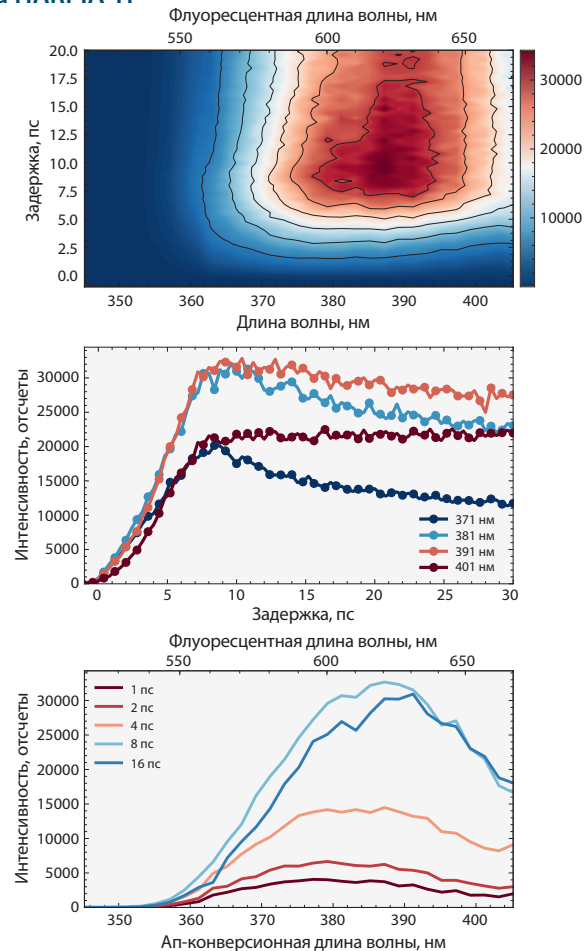 Флуоресцентная длина волны, нм
550 600 650
20.0
17.5
15.0
12.5
10.0
7.5
5.0
2.5
0.0
Задержка, пс
350 360 370 380 390 400
Длина волны, нм
30000
20000
10000
30000
25000
20000
15000
10000
5000
0
Интенсивность, отсчеты
371 нм
381 нм
391 нм
401 нм
0 5 10 15 20 25 30
Задержка, пс
Флуоресцентная длина волны, нм
550 600 650
30000
25000
20000
15000
10000
5000
0
Интенсивность, отсчеты
1 пс
2 пс
4 пс
8 пс
16 пс
350 360 370 380 390 400
Ап-конверсионная длина волны, нм